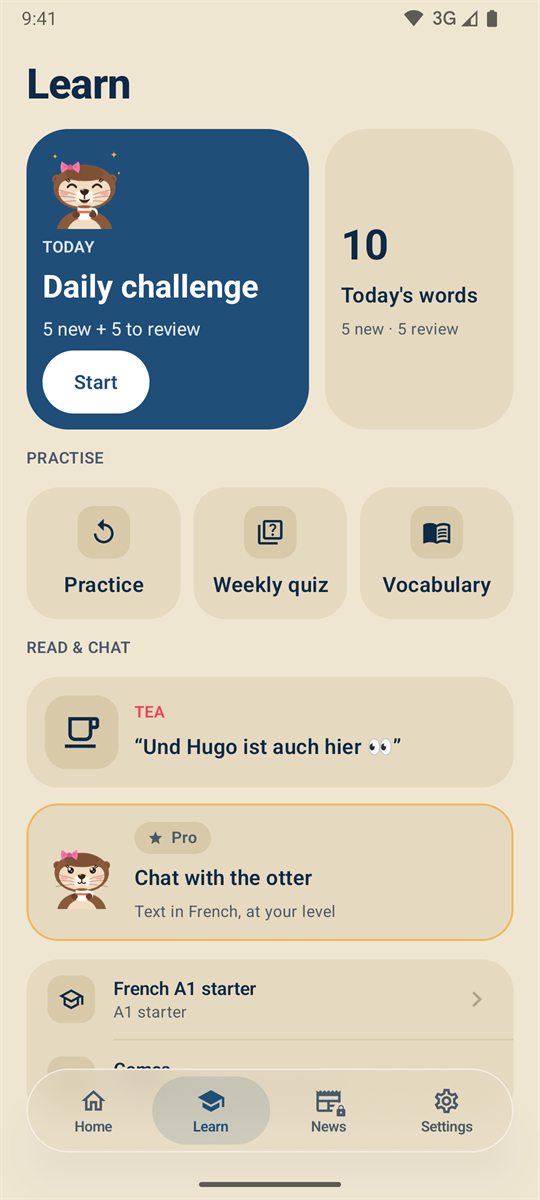 9:41
3G
Learn
TODAY
Daily challenge
5 new + 5 to review
Start
10
Today's words
5 new · 5 review
PRACTISE
Practice
Weekly quiz
Vocabulary
READ & CHAT
TEA
“Und Hugo ist auch hier 👀”
Pro
Chat with the otter
Text in French, at your level
French A1 starter
A1 starter
Home
Learn
News
Settings